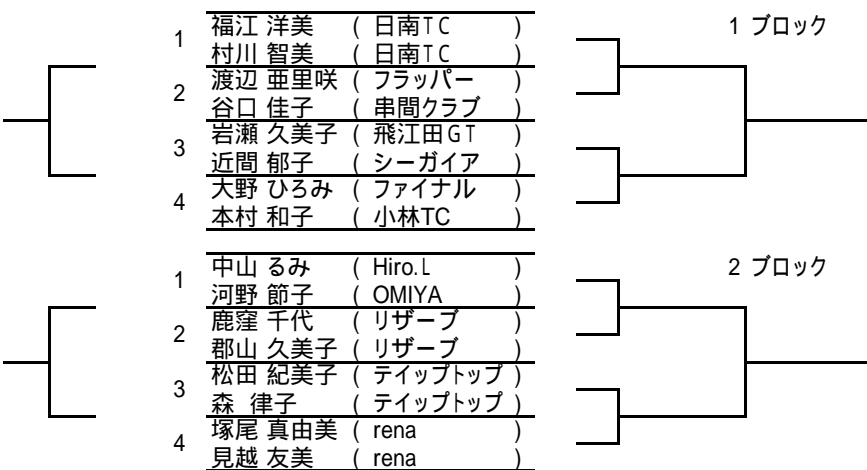 1 ブロック
1 福江 洋美 ( 日南TC )
村川 智美 ( 日南TC )
2 渡辺 亜里咲 ( フラッパー )
谷口 佳子 ( 串間クラブ )
3 岩瀬 久美子 ( 飛江田GT )
近間 郁子 ( シーガイア )
4 大野 ひろみ ( ファイナル )
本村 和子 ( 小林TC )
2 ブロック
1 中山 るみ ( Hiro.L )
河野 節子 ( OMIYA )
2 鹿窪 千代 ( リザーブ )
郡山 久美子 ( リザーブ )
3 松田 紀美子 ( テイップトップ )
森 律子 ( テイップトップ )
4 塚尾 真由美 ( rena )
見越 友美 ( rena )